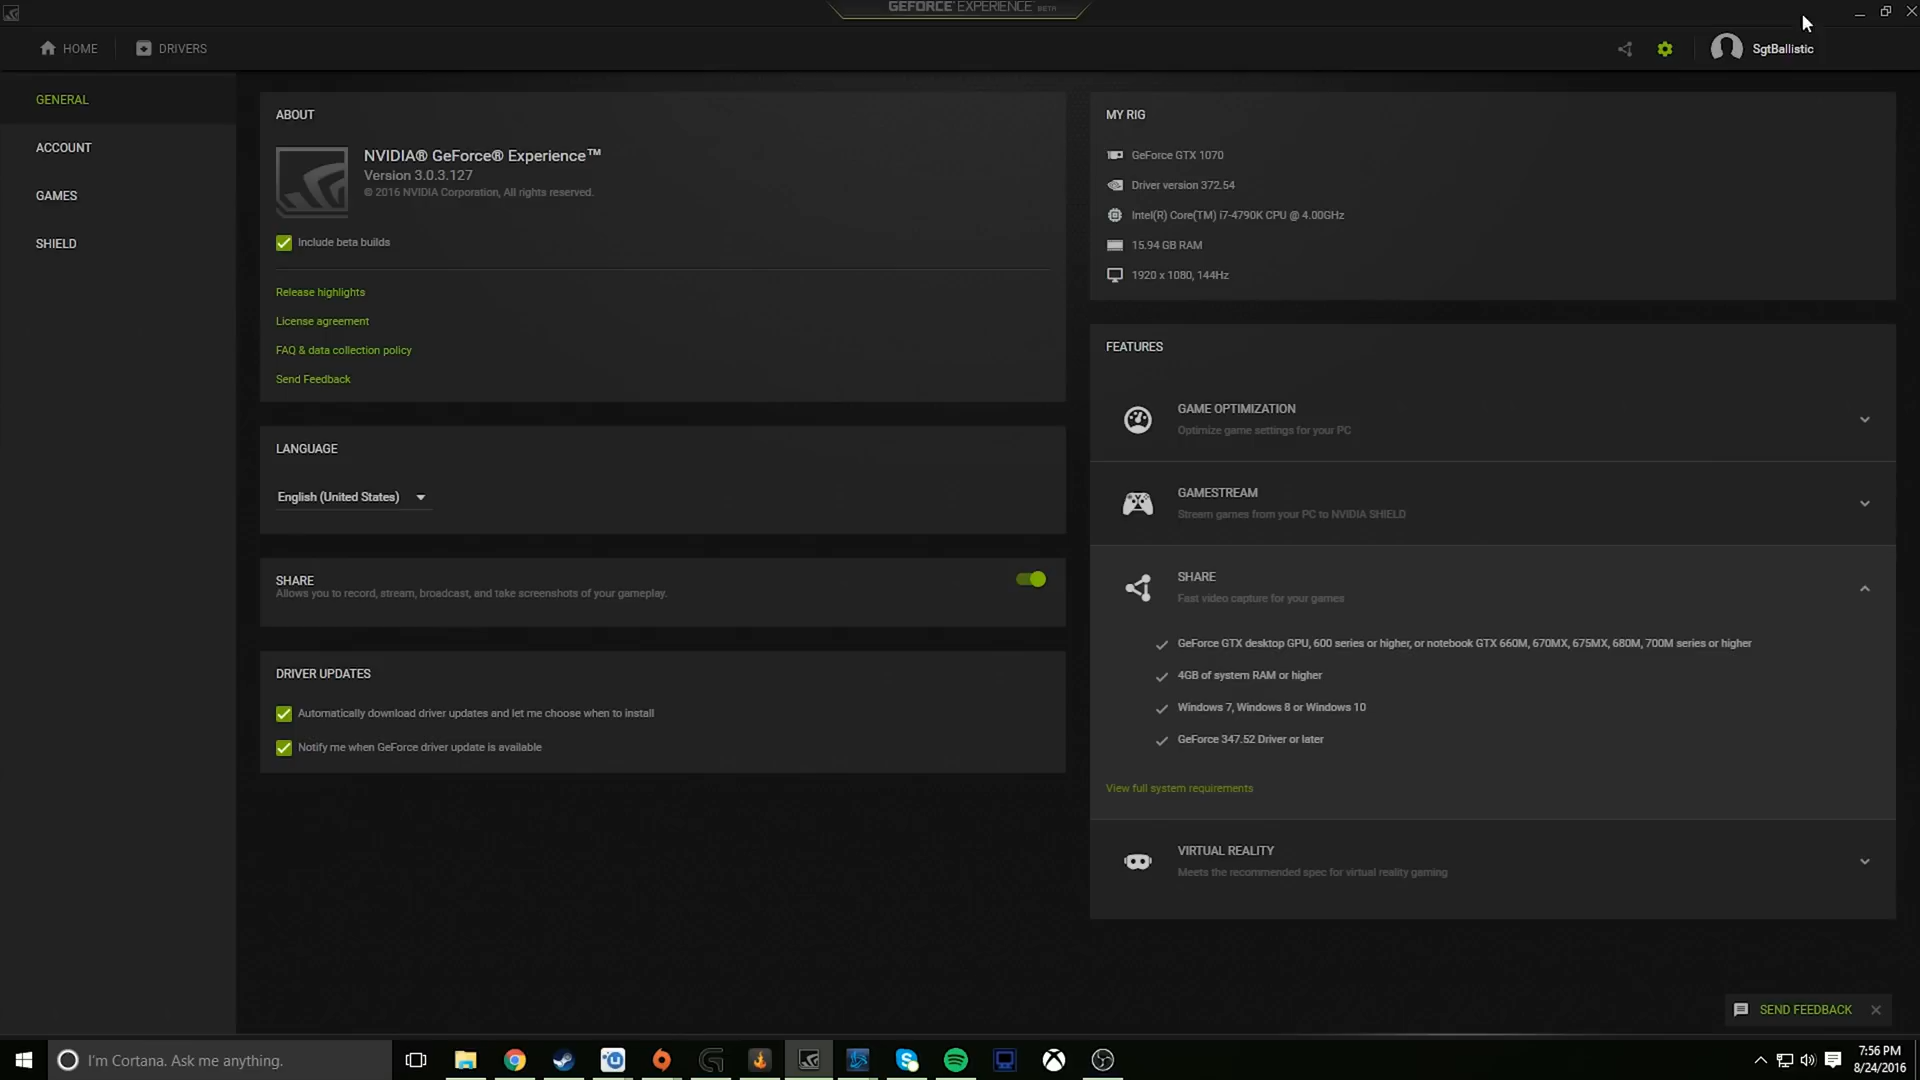 GEFORCE EXPERIENCE BETA
HOME
DRIVERS
SgtBallistic
GENERAL
ACCOUNT
GAMES
SHIELD
ABOUT
NVIDIA® GeForce® Experience™
Version 3.0.3.127
© 2016 NVIDIA Corporation, All rights reserved.
Include beta builds
Release highlights
License agreement
FAQ & data collection policy
Send Feedback
LANGUAGE
English (United States)
SHARE
Allows you to record, stream, broadcast, and take screenshots of your gameplay.
DRIVER UPDATES
Automatically download driver updates and let me choose when to install
Notify me when GeForce driver update is available
MY RIG
GeForce GTX 1070
Driver version 372.54
Intel(R) Core(TM) i7-4790K CPU @ 4.00GHz
15.94 GB RAM
1920 x 1080, 144Hz
FEATURES
GAME OPTIMIZATION
Optimize game settings for your PC
GAMESTREAM
Stream games from your PC to NVIDIA SHIELD
SHARE
Fast video capture for your games
GeForce GTX desktop GPU, 600 series or higher, or notebook GTX 660M, 670MX, 675MX, 680M, 700M series or higher
4GB of system RAM or higher
Windows 7, Windows 8 or Windows 10
GeForce 347.52 Driver or later
View full system requirements
VIRTUAL REALITY
Meets the recommended spec for virtual reality gaming
SEND FEEDBACK
I'm Cortana. Ask me anything.
7:56 PM
8/24/2016